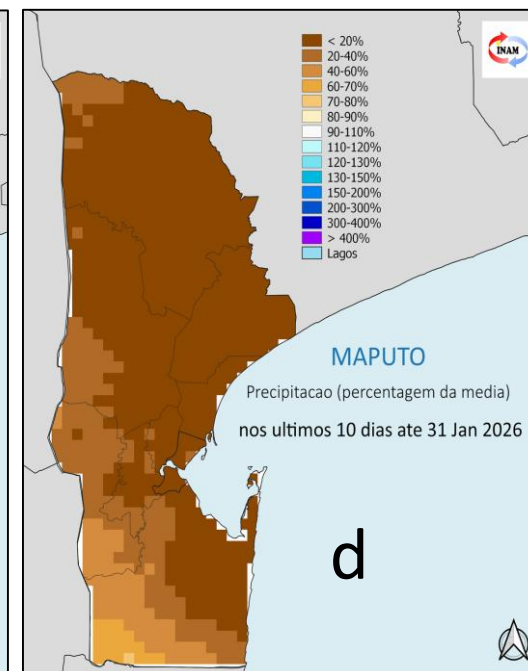 INAM
< 20%
20-40%
40-60%
60-70%
70-80%
80-90%
90-110%
110-120%
120-130%
130-150%
150-200%
200-300%
300-400%
> 400%
Lagos
MAPUTO
Precipitacao (percentagem da media)
nos ultimos 10 dias ate 31 Jan 2026
d